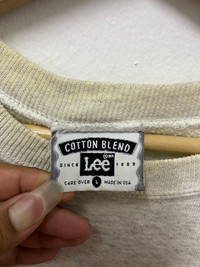 COTTON BLEND
SINCE Lee 1889
CARE OVER L MADE IN USA